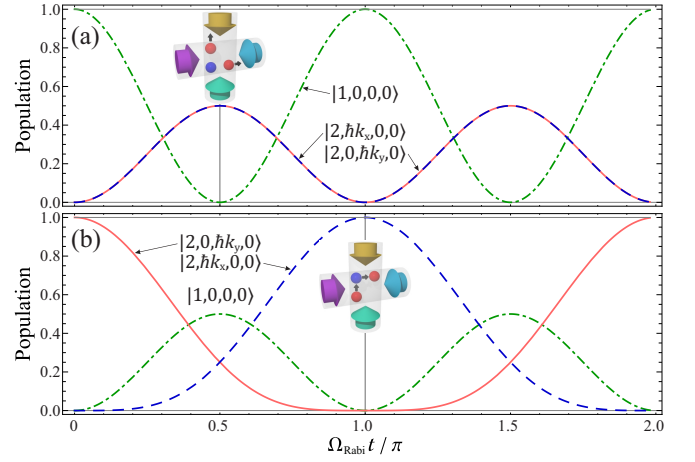 (a)
Population
1.0
0.8
0.6
0.4
0.2
0.0
|1,0,0,0⟩
|2,ħkₓ,0,0⟩
|2,0,ħk_y,0⟩
(b)
Population
1.0
0.8
0.6
0.4
0.2
0.0
|2,0,ħk_y,0⟩
|2,ħkₓ,0,0⟩
|1,0,0,0⟩
0 0.5 1.0 1.5 2.0
Ω_Rabi t / π